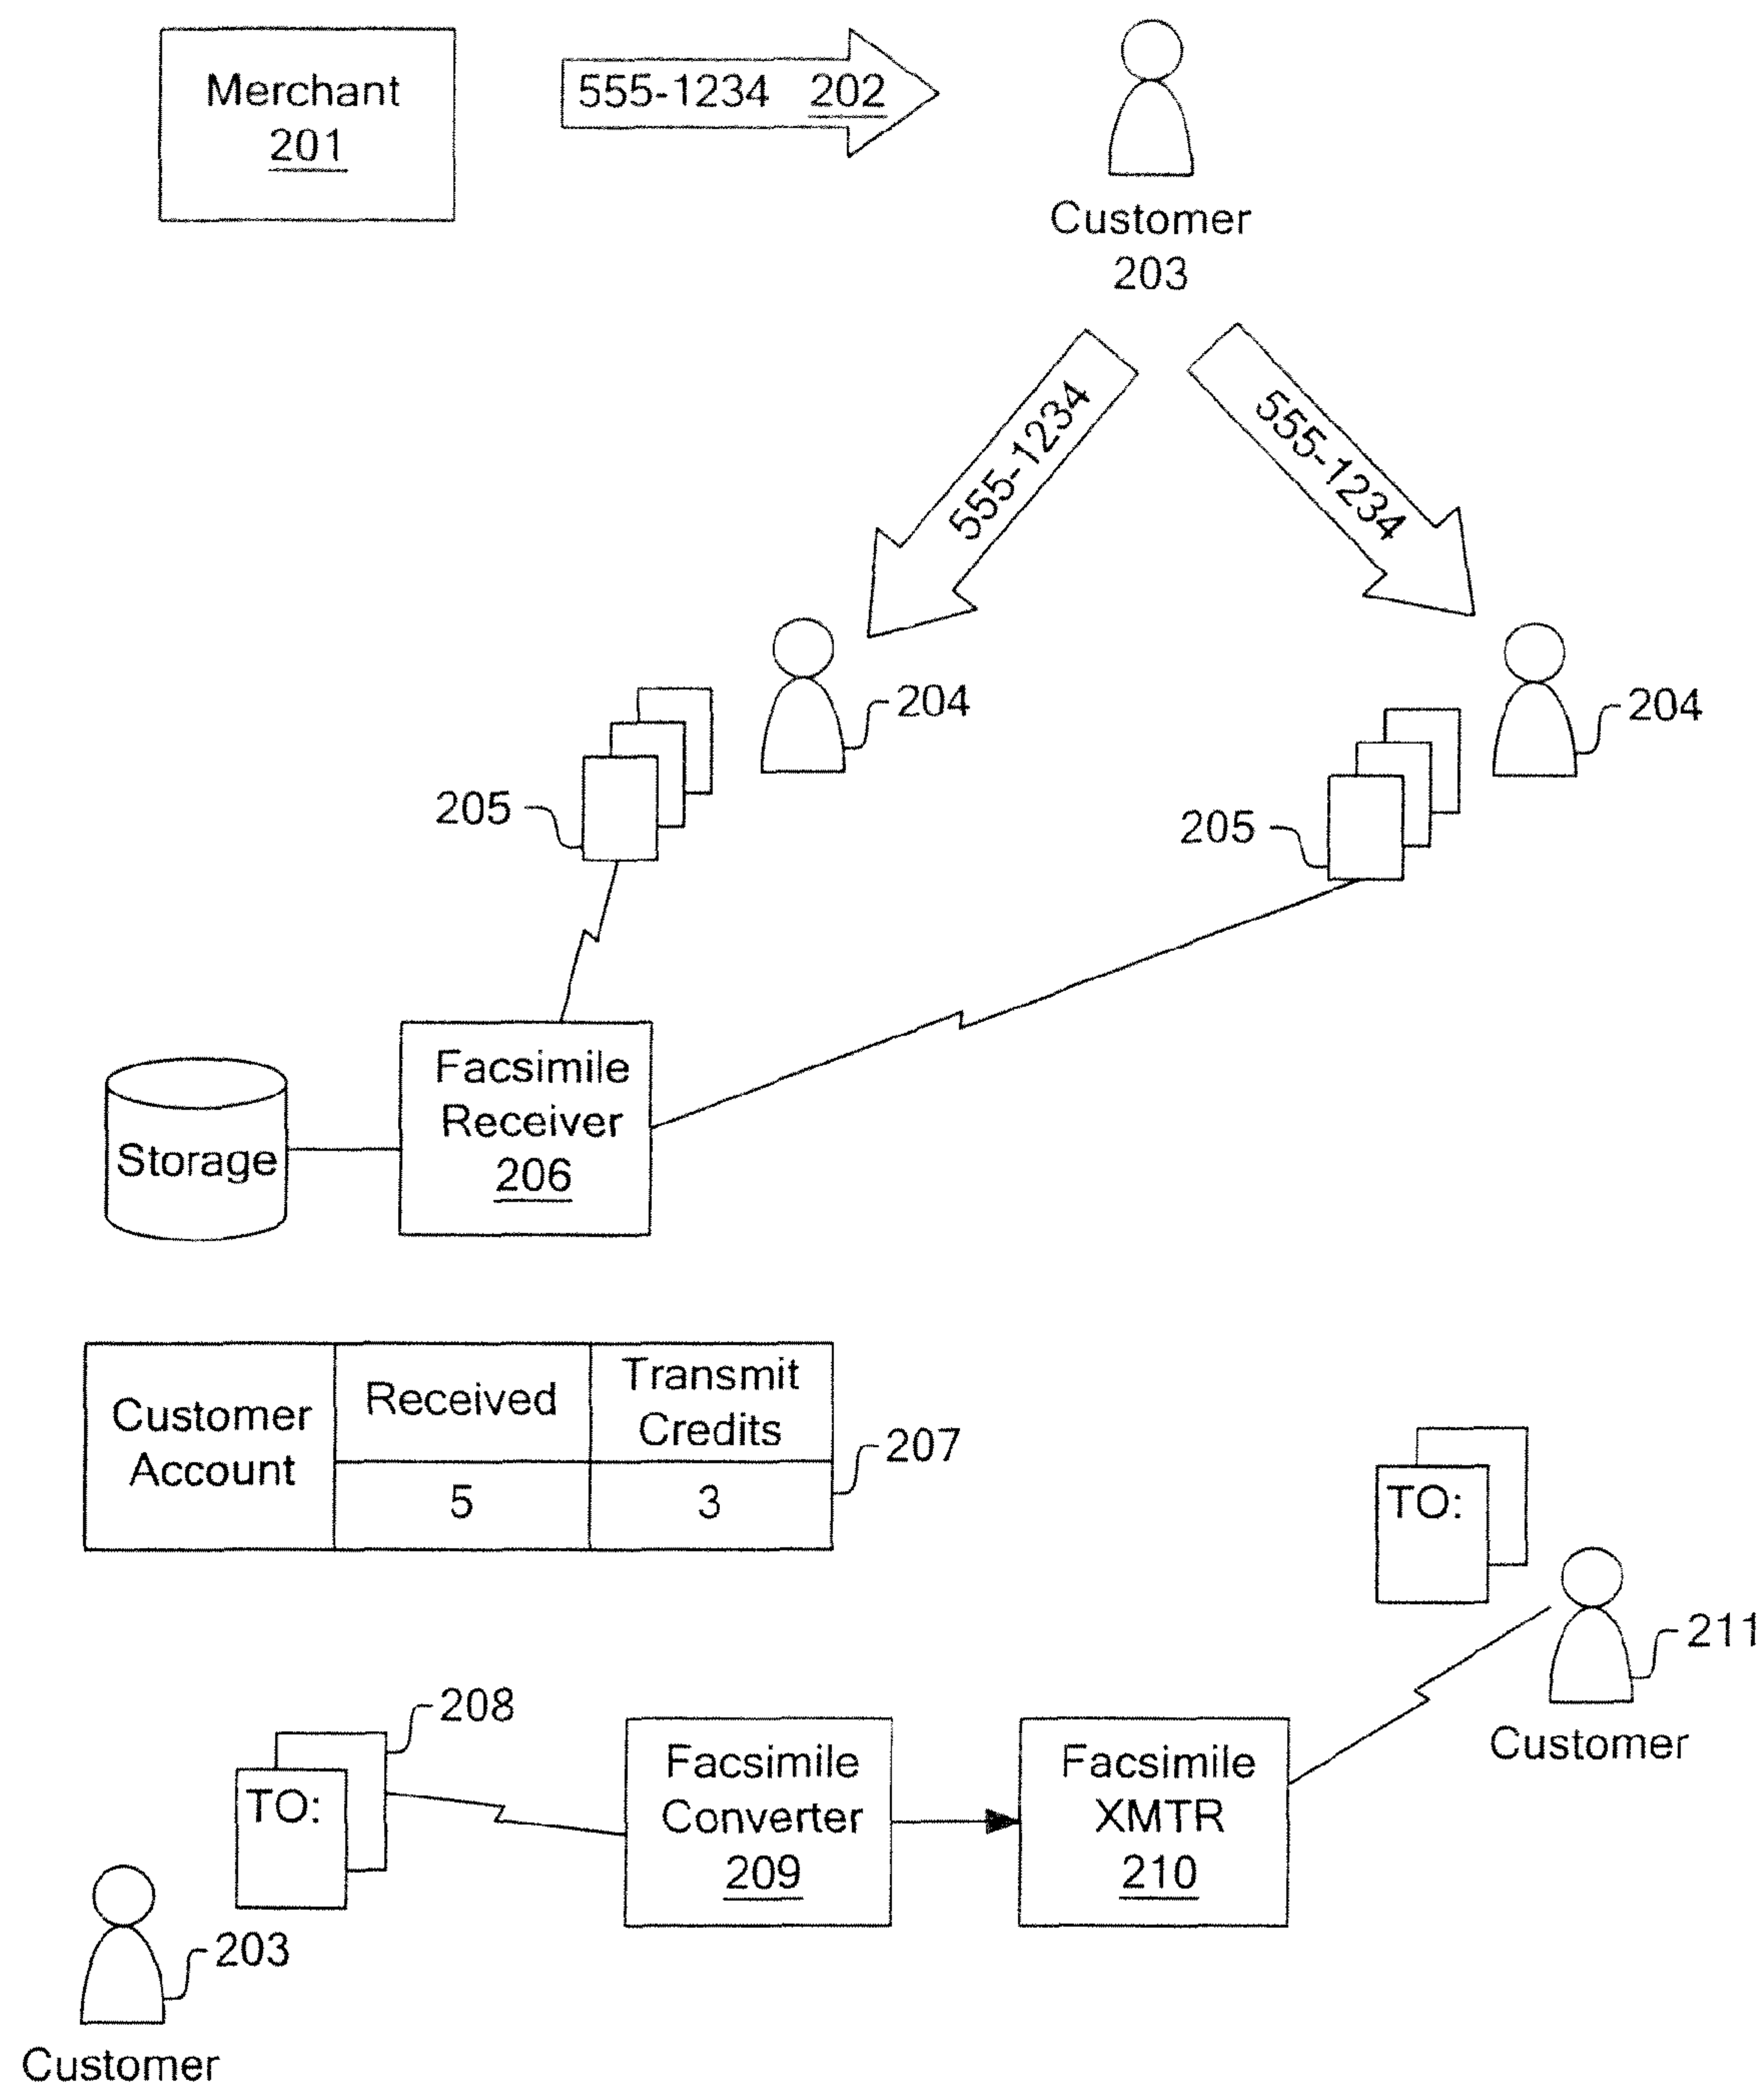 Merchant
201
555-1234 202
Customer
203
555-1234
555-1234
204
204
205
205
Facsimile
Receiver
206
Storage
Customer
Account
Received
Transmit
Credits
5
3
207
TO:
211
Customer
208
TO:
Facsimile
Converter
209
Facsimile
XMTR
210
203
Customer